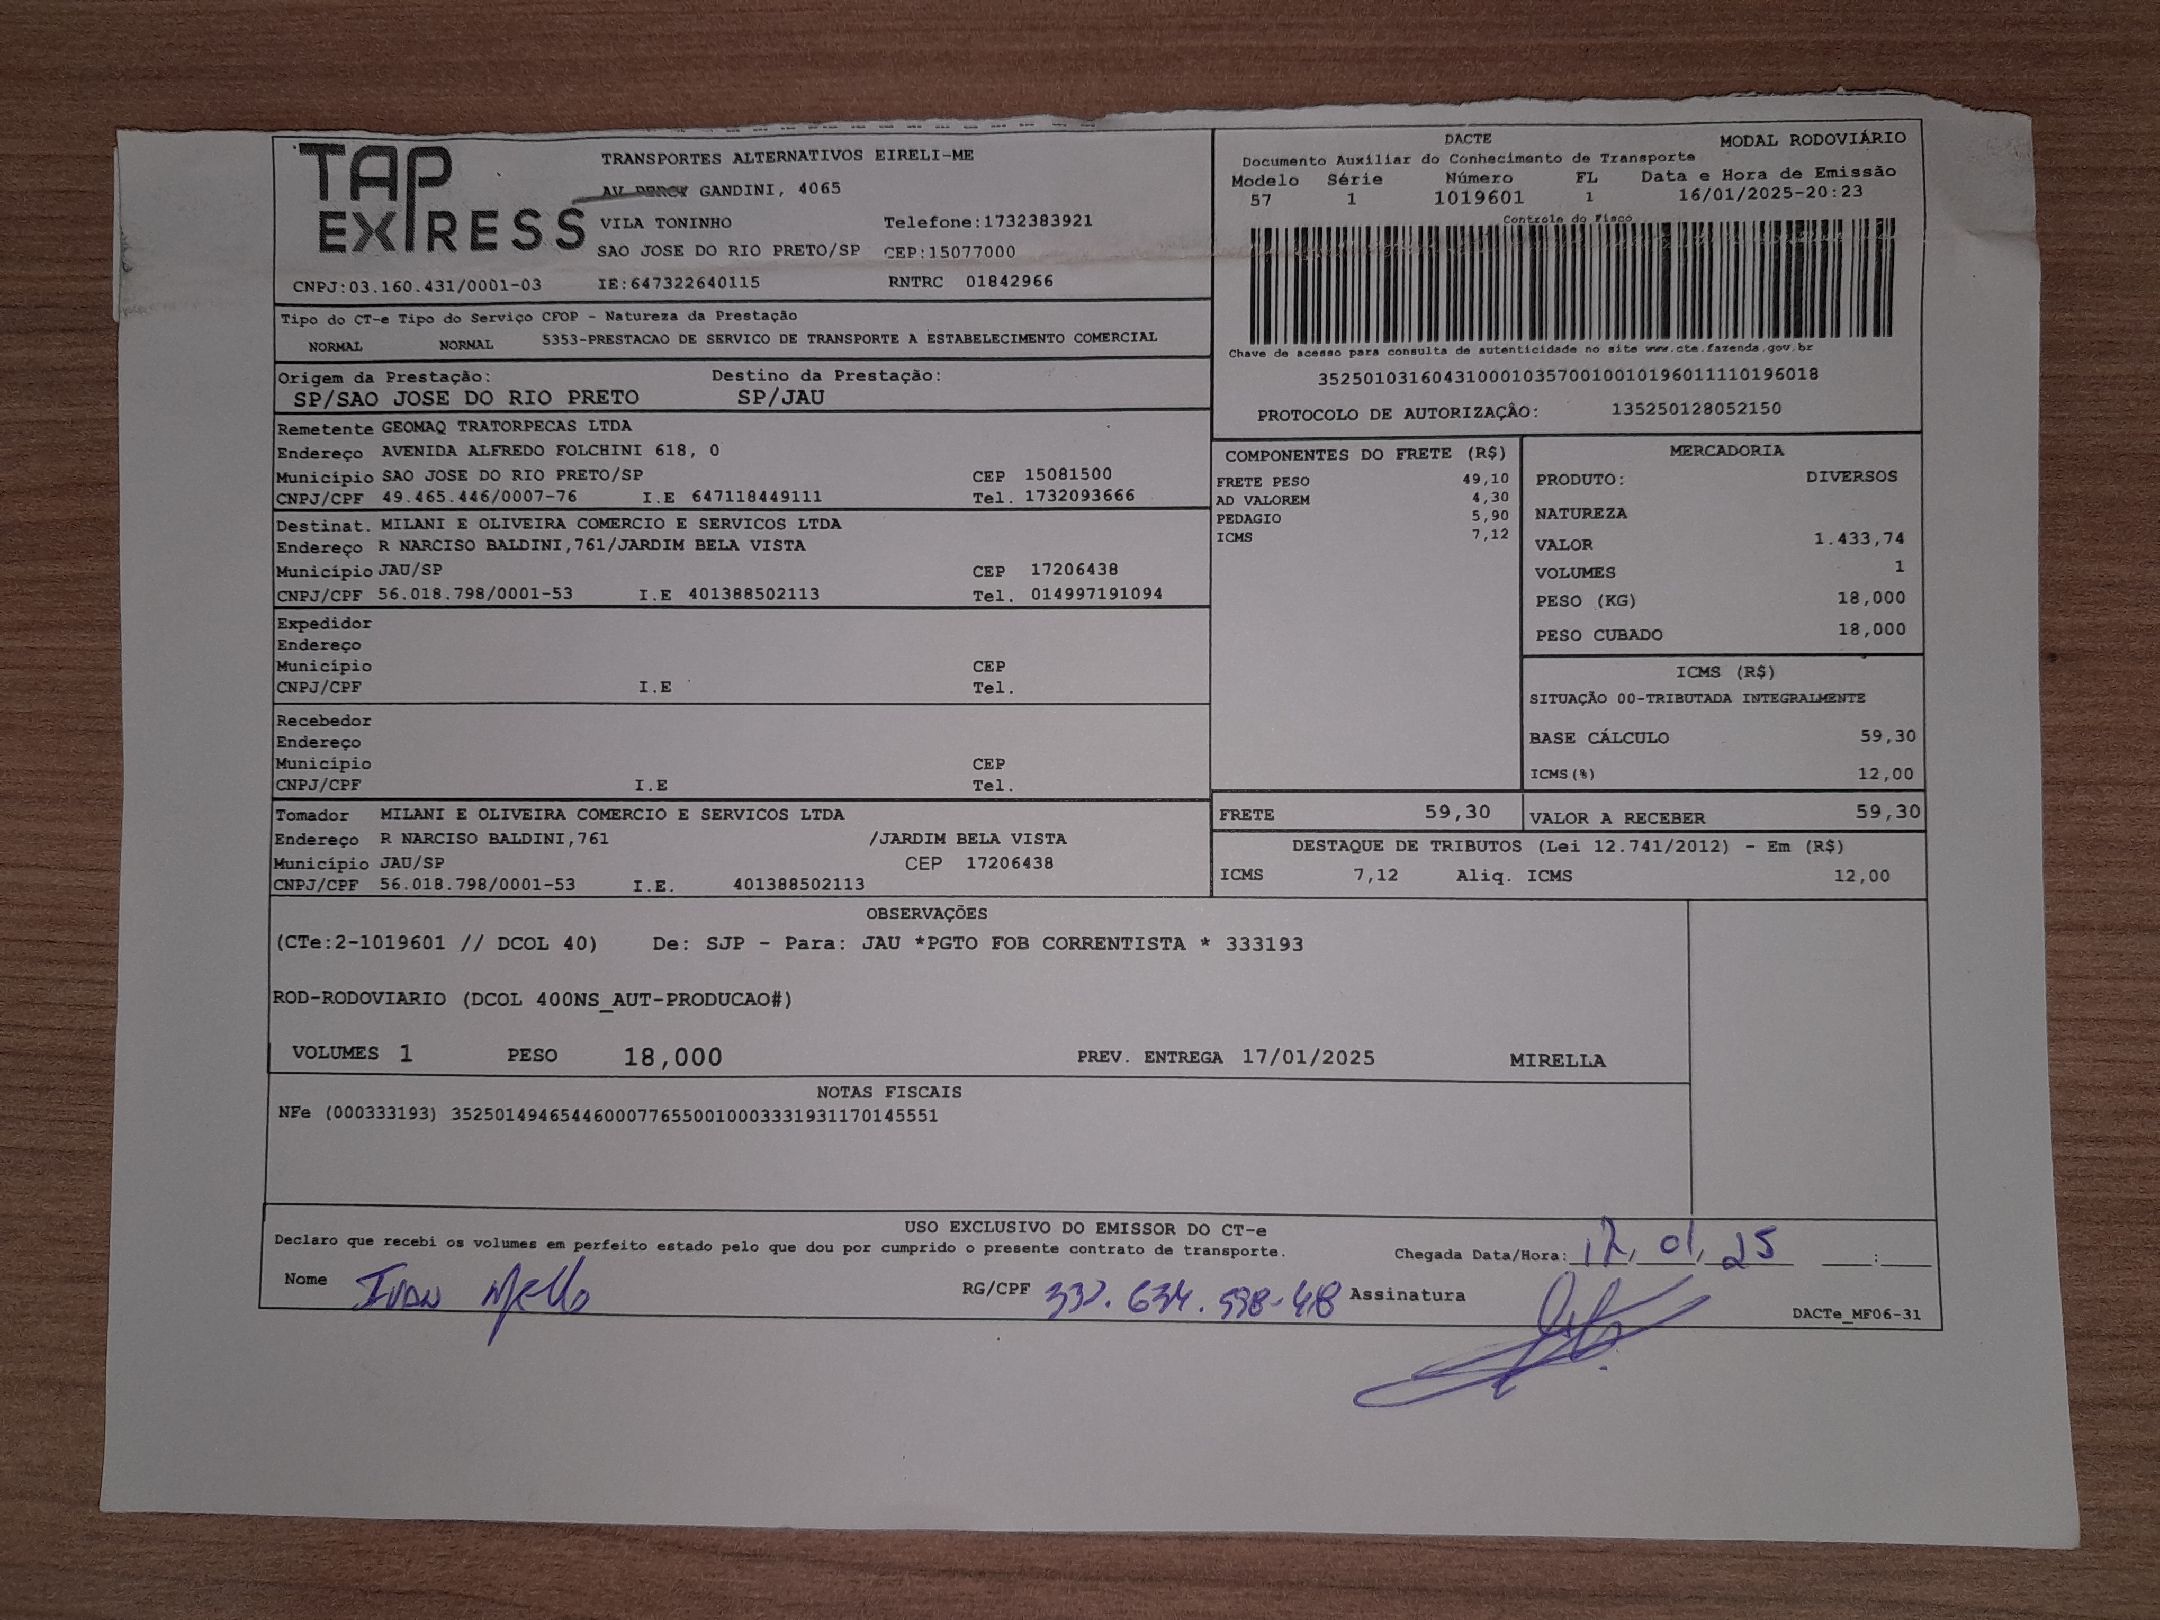 TAP EXPRESS
TRANSPORTES ALTERNATIVOS EIRELI-ME
AV PERCY GANDINI, 4065
VILA TONINHO Telefone:1732383921
SAO JOSE DO RIO PRETO/SP CEP:15077000
CNPJ:03.160.431/0001-03 IE:647322640115 RNTRC 01842966
DACTE MODAL RODOVIÁRIO
Documento Auxiliar do Conhecimento de Transporte
Modelo Série Número FL Data e Hora de Emissão
57 1 1019601 1 16/01/2025-20:23
Controle do Fisco
Chave de acesso para consulta de autenticidade no site www.cte.fazenda.gov.br
35250103160431000103570010010196011110196018
PROTOCOLO DE AUTORIZAÇÃO: 135250128052150
Tipo do CT-e Tipo do Serviço CFOP - Natureza da Prestação
NORMAL NORMAL 5353-PRESTACAO DE SERVICO DE TRANSPORTE A ESTABELECIMENTO COMERCIAL
Origem da Prestação: Destino da Prestação:
SP/SAO JOSE DO RIO PRETO SP/JAU
Remetente GEOMAQ TRATORPECAS LTDA
Endereço AVENIDA ALFREDO FOLCHINI 618, 0
Município SAO JOSE DO RIO PRETO/SP CEP 15081500
CNPJ/CPF 49.465.446/0007-76 I.E 647118449111 Tel. 1732093666
Destinat. MILANI E OLIVEIRA COMERCIO E SERVICOS LTDA
Endereço R NARCISO BALDINI,761/JARDIM BELA VISTA
Município JAU/SP CEP 17206438
CNPJ/CPF 56.018.798/0001-53 I.E 401388502113 Tel. 014997191094
Expedidor
Endereço
Município CEP
CNPJ/CPF I.E Tel.
Recebedor
Endereço
Município CEP
CNPJ/CPF I.E Tel.
Tomador MILANI E OLIVEIRA COMERCIO E SERVICOS LTDA
Endereço R NARCISO BALDINI,761 /JARDIM BELA VISTA
Município JAU/SP CEP 17206438
CNPJ/CPF 56.018.798/0001-53 I.E. 401388502113
COMPONENTES DO FRETE (R$)
FRETE PESO 49,10
AD VALOREM 4,30
PEDAGIO 5,90
ICMS 7,12
MERCADORIA
PRODUTO: DIVERSOS
NATUREZA
VALOR 1.433,74
VOLUMES 1
PESO (KG) 18,000
PESO CUBADO 18,000
ICMS (R$)
SITUAÇÃO 00-TRIBUTADA INTEGRALMENTE
BASE CÁLCULO 59,30
ICMS(%) 12,00
FRETE 59,30 VALOR A RECEBER 59,30
DESTAQUE DE TRIBUTOS (Lei 12.741/2012) - Em (R$)
ICMS 7,12 Aliq. ICMS 12,00
OBSERVAÇÕES
(CTe:2-1019601 // DCOL 40) De: SJP - Para: JAU *PGTO FOB CORRENTISTA * 333193
ROD-RODOVIARIO (DCOL 400NS_AUT-PRODUCAO#)
VOLUMES 1 PESO 18,000 PREV. ENTREGA 17/01/2025 MIRELLA
NOTAS FISCAIS
NFe (000333193) 35250149465446000776550010003331931170145551
USO EXCLUSIVO DO EMISSOR DO CT-e
Declaro que recebi os volumes em perfeito estado pelo que dou por cumprido o presente contrato de transporte. Chegada Data/Hora: 17, 01, 25 :
Nome Ivan Mello RG/CPF Assinatura
DACTe_MF06-31